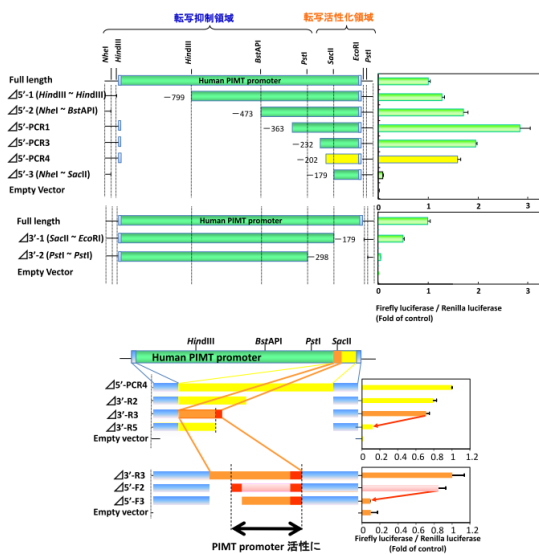 転写抑制領域 転写活性化領域
NheI HindIII HindIII BstAPI PstI SacII EcoRI PstI
Full length Human PIMT promoter
⊿5′-1 (HindIII ~ HindIII) −799
⊿5′-2 (NheI ~ BstAPI) −473
⊿5′-PCR1 −363
⊿5′-PCR3 −232
⊿5′-PCR4 −202
⊿5′-3 (NheI ~ SacII) −179
Empty Vector
0 1 2 3
Full length Human PIMT promoter
⊿3′-1 (SacII ~ EcoRI) −179
⊿3′-2 (PstI ~ PstI) −298
Empty Vector
0 1 2 3
Firefly luciferase / Renilla luciferase
(Fold of control)
HindIII BstAPI PstI SacII
Human PIMT promoter
⊿5′-PCR4
⊿3′-R2
⊿3′-R3
⊿3′-R5
Empty vector
0 0.2 0.4 0.6 0.8 1 1.2
⊿3′-R3
⊿5′-F2
⊿5′-F3
Empty vector
0 0.2 0.4 0.6 0.8 1 1.2
Firefly luciferase / Renilla luciferase
(Fold of control)
PIMT promoter 活性に